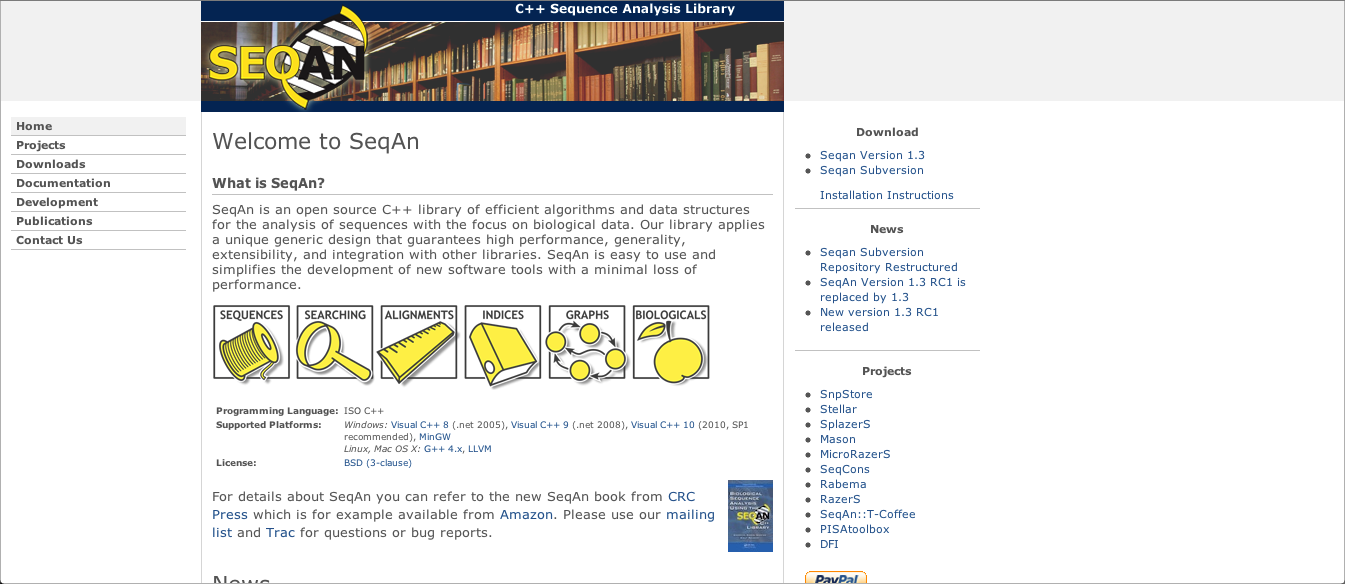 C++ Sequence Analysis Library
SEQAN
Home
Projects
Downloads
Documentation
Development
Publications
Contact Us
Welcome to SeqAn
What is SeqAn?
SeqAn is an open source C++ library of efficient algorithms and data structures
for the analysis of sequences with the focus on biological data. Our library applies
a unique generic design that guarantees high performance, generality,
extensibility, and integration with other libraries. SeqAn is easy to use and
simplifies the development of new software tools with a minimal loss of
performance.
SEQUENCES SEARCHING ALIGNMENTS INDICES GRAPHS BIOLOGICALS
Programming Language: ISO C++
Supported Platforms: Windows: Visual C++ 8 (.net 2005), Visual C++ 9 (.net 2008), Visual C++ 10 (2010, SP1
recommended), MinGW
Linux, Mac OS X: G++ 4.x, LLVM
License: BSD (3-clause)
For details about SeqAn you can refer to the new SeqAn book from CRC
Press which is for example available from Amazon. Please use our mailing
list and Trac for questions or bug reports.
BIOLOGICAL
SEQUENCE
ANALYSIS
USING THE
SEQAN
C++
LIBRARY
News
Download
Seqan Version 1.3
Seqan Subversion
Installation Instructions
News
Seqan Subversion
Repository Restructured
SeqAn Version 1.3 RC1 is
replaced by 1.3
New version 1.3 RC1
released
Projects
SnpStore
Stellar
SplazerS
Mason
MicroRazerS
SeqCons
Rabema
RazerS
SeqAn::T-Coffee
PISAtoolbox
DFI
PayPal